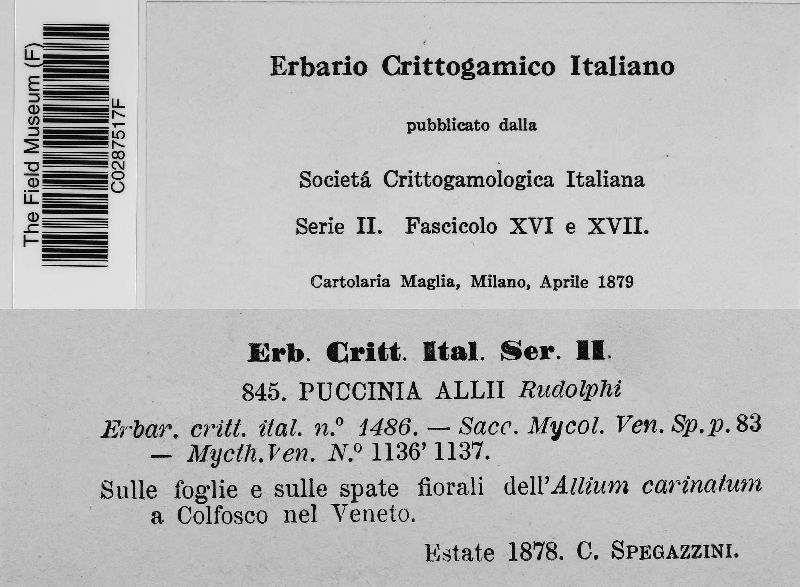 The Field Museum (F)
C0287517F
Erbario Crittogamico Italiano
pubblicato dalla
Societá Crittogamologica Italiana
Serie II. Fascicolo XVI e XVII.
Cartolaria Maglia, Milano, Aprile 1879
Erb. Critt. Ital. Ser. II.
845. PUCCINIA ALLII Rudolphi
Erbar. critt. ital. n.º 1486. — Sacc. Mycol. Ven. Sp. p. 83
— Mycth. Ven. N.º 1136' 1137.
Sulle foglie e sulle spate fiorali dell'Allium carinatum
a Colfosco nel Veneto.
Estate 1878. C. SPEGAZZINI.